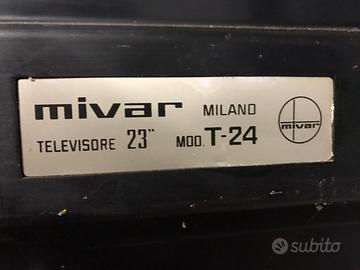 mivar MILANO
TELEVISORE 23" MOD. T-24
mivar
subito